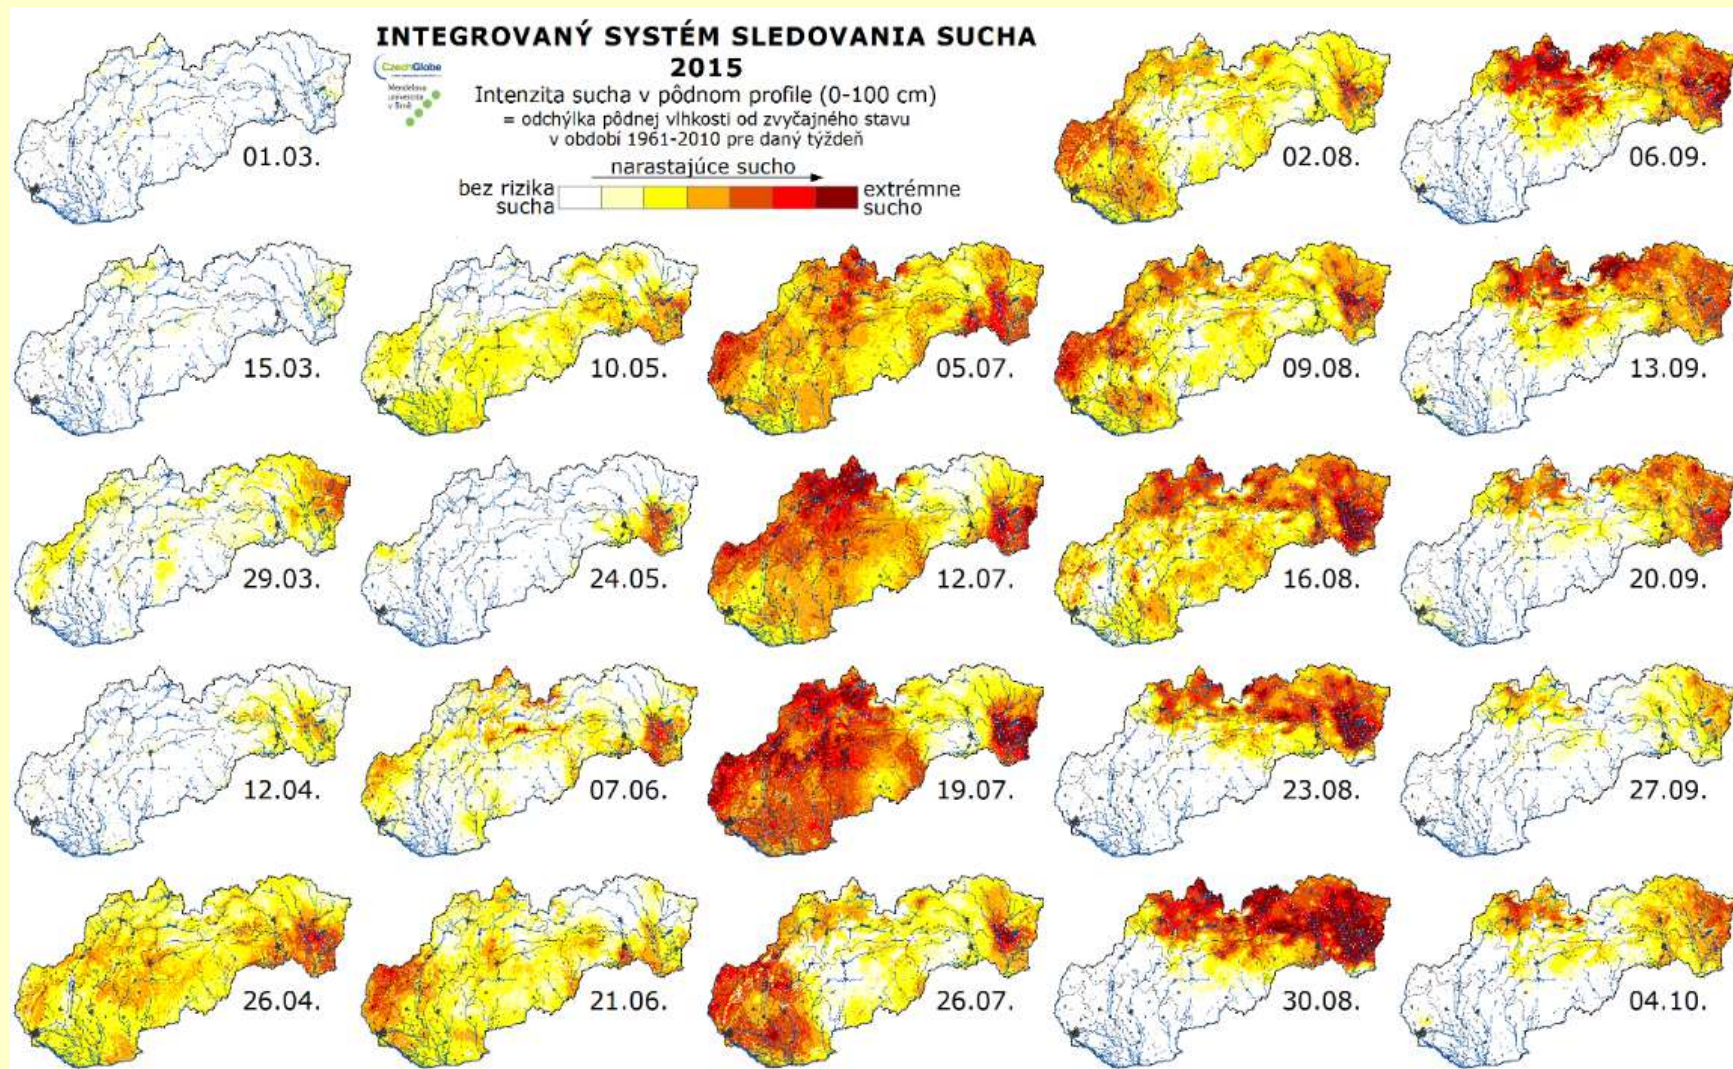 INTEGROVANÝ SYSTÉM SLEDOVANIA SUCHA
2015
CzechGlobe
Mendelova
univerzita
v Brně
Intenzita sucha v pôdnom profile (0-100 cm)
= odchýlka pôdnej vlhkosti od zvyčajného stavu
v období 1961-2010 pre daný týždeň
narastajúce sucho
bez rizika
sucha
extrémne
sucho
01.03.
02.08.
06.09.
15.03.
10.05.
05.07.
09.08.
13.09.
29.03.
24.05.
12.07.
16.08.
20.09.
12.04.
07.06.
19.07.
23.08.
27.09.
26.04.
21.06.
26.07.
30.08.
04.10.